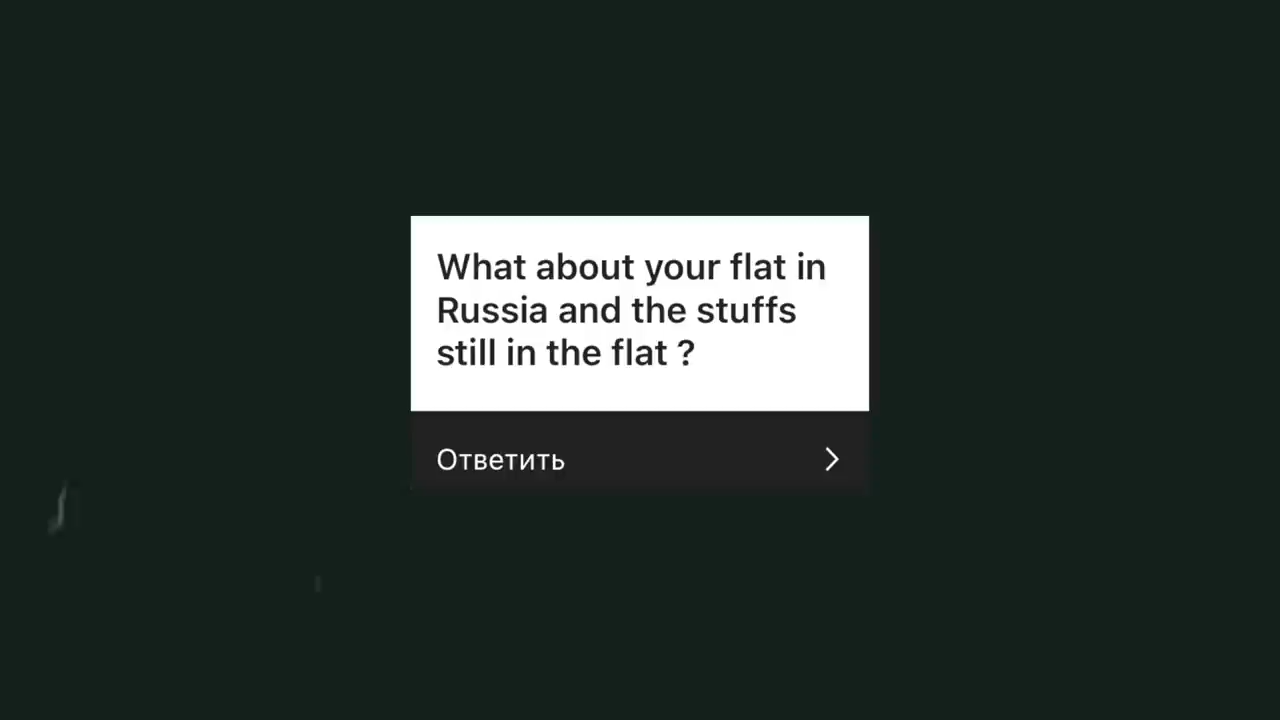 What about your flat in
Russia and the stuffs
still in the flat ?
Ответить